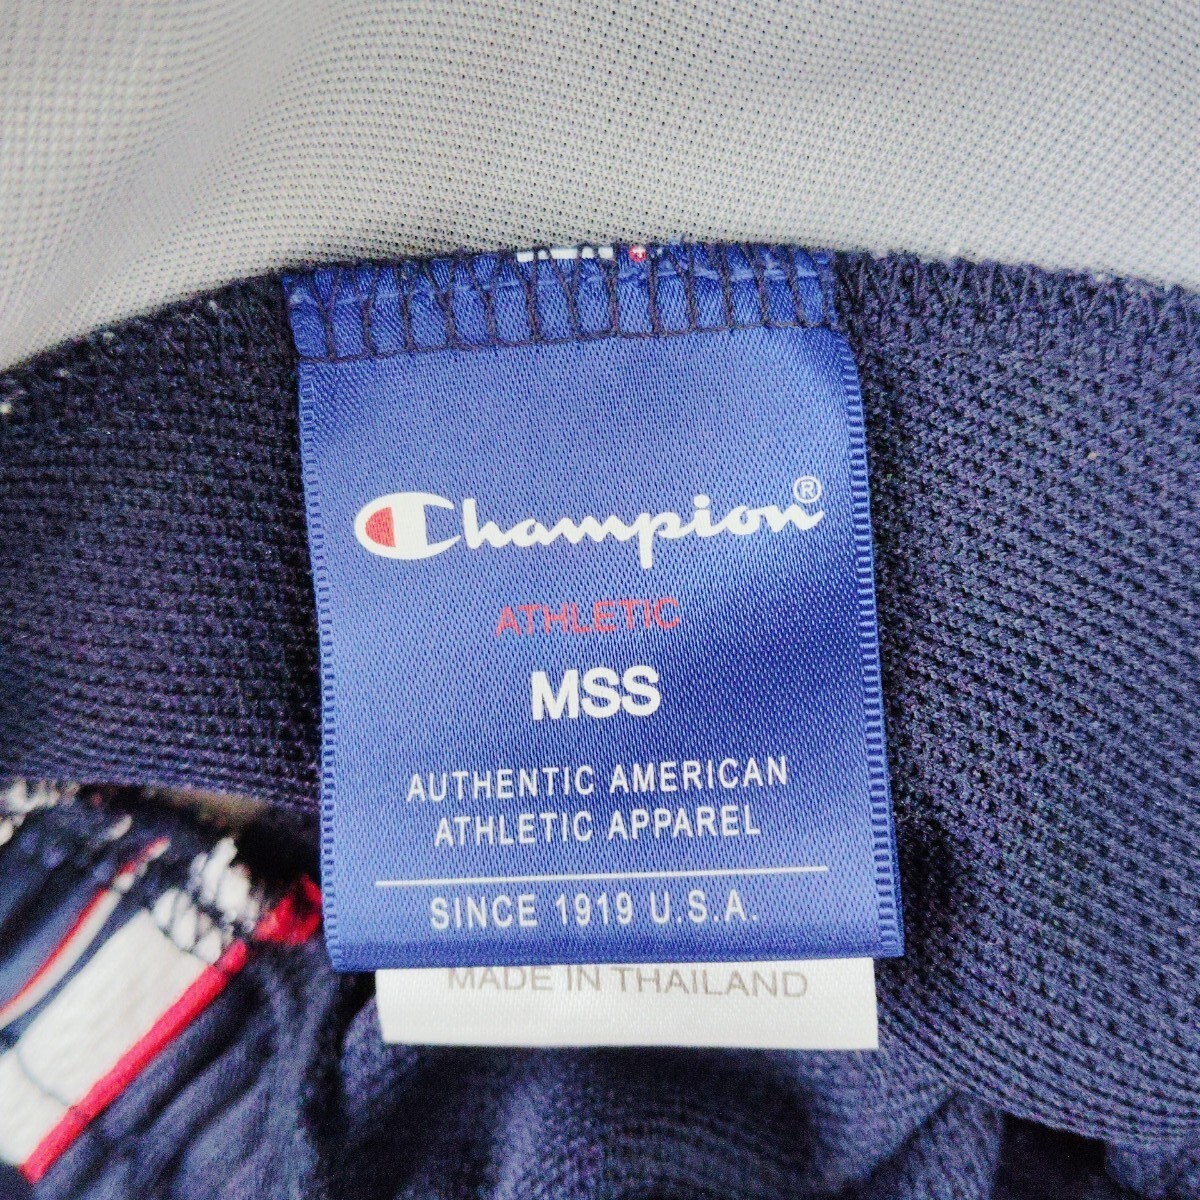 Champion®
ATHLETIC
MSS
AUTHENTIC AMERICAN
ATHLETIC APPAREL
SINCE 1919 U.S.A.
MADE IN THAILAND